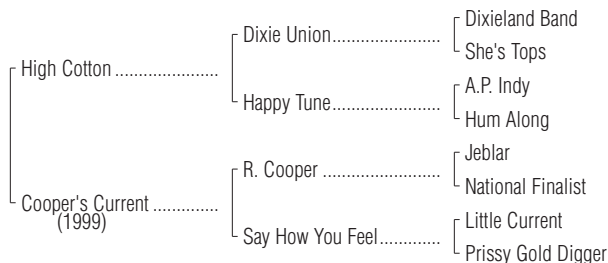 Dixieland Band
Dixie Union
She's Tops
High Cotton
A.P. Indy
Happy Tune
Hum Along
Jeblar
R. Cooper
National Finalist
Cooper's Current
(1999)
Little Current
Say How You Feel
Prissy Gold Digger